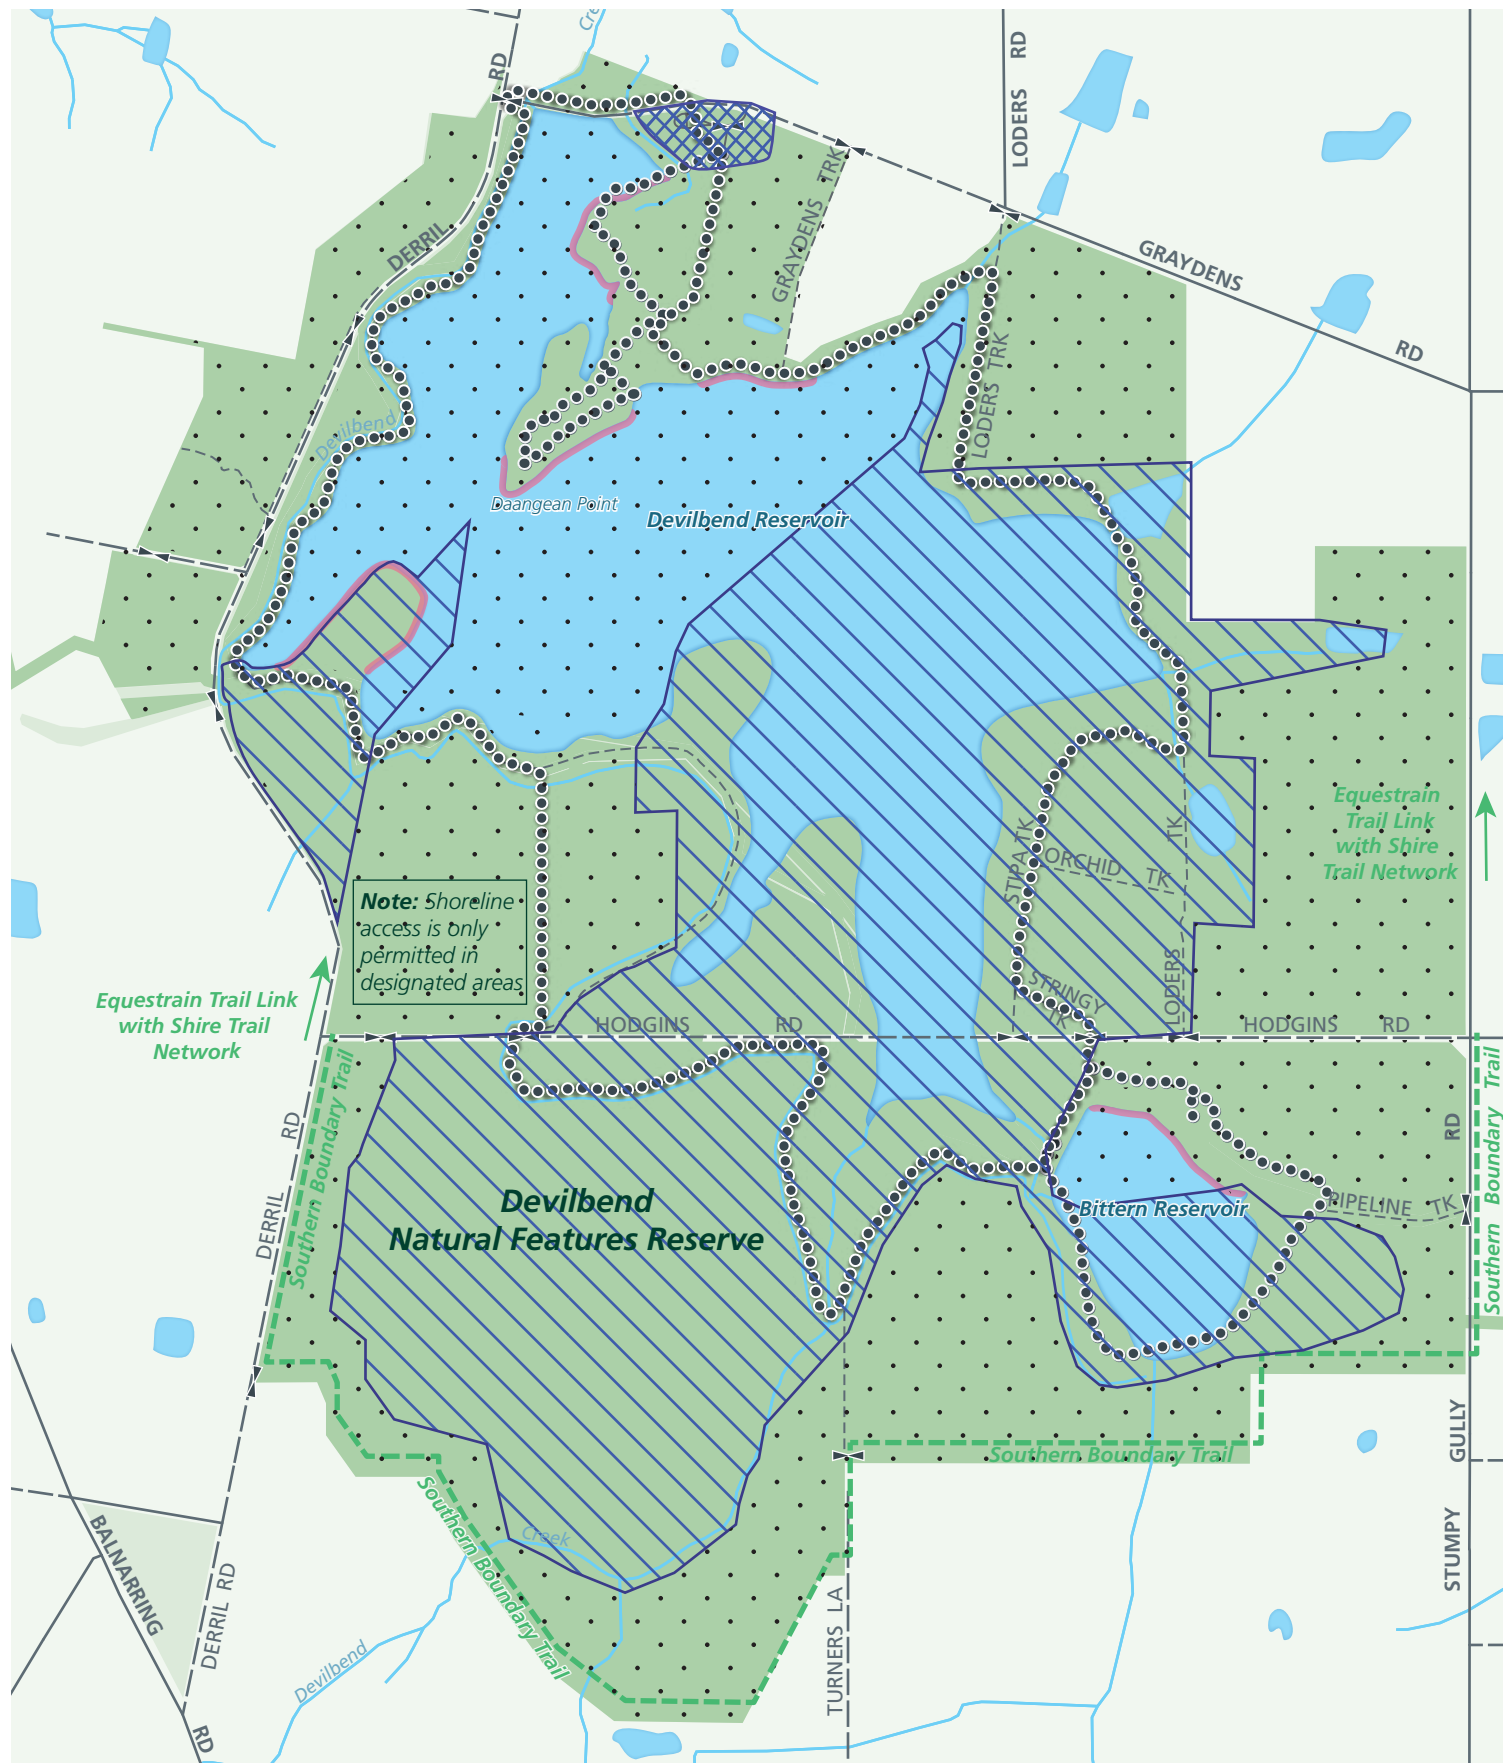 Cre
RD
LODERS RD
DERRIL
GRAYDENS TRK
GRAYDENS
RD
LODERS TRK
Devilbend
Daangean Point
Devilbend Reservoir
Equestrain
Trail Link
with Shire
Trail Network
STIPA TK
ORCHID TK
LODERS TK
STRINGY
TK
Note: Shoreline
access is only
permitted in
designated areas
Equestrain Trail Link
with Shire Trail
Network
HODGINS RD
HODGINS RD
Southern Boundary Trail
DERRIL RD
Southern Boundary Trail
Devilbend
Natural Features Reserve
Bittern Reservoir
PIPELINE TK
STUMPY GULLY RD
Southern Boundary Trail
Southern Boundary Trail
Creek
Devilbend
BALNARRING
RD
DERRIL RD
TURNERS LA